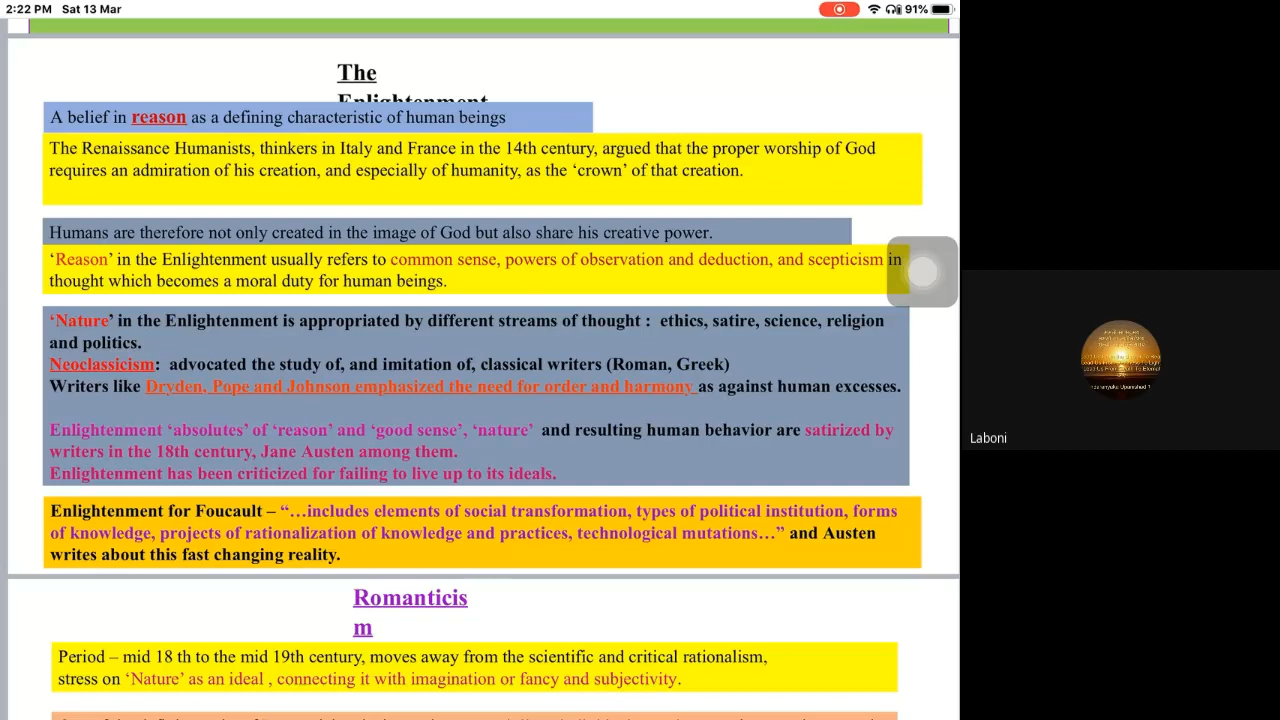 2:22 PM Sat 13 Mar
91%
The
Enlightenment
A belief in reason as a defining characteristic of human beings
The Renaissance Humanists, thinkers in Italy and France in the 14th century, argued that the proper worship of God
requires an admiration of his creation, and especially of humanity, as the ‘crown’ of that creation.
Humans are therefore not only created in the image of God but also share his creative power.
‘Reason’ in the Enlightenment usually refers to common sense, powers of observation and deduction, and scepticism in
thought which becomes a moral duty for human beings.
‘Nature’ in the Enlightenment is appropriated by different streams of thought : ethics, satire, science, religion
and politics.
Neoclassicism: advocated the study of, and imitation of, classical writers (Roman, Greek)
Writers like Dryden, Pope and Johnson emphasized the need for order and harmony as against human excesses.
Enlightenment ‘absolutes’ of ‘reason’ and ‘good sense’, ‘nature’ and resulting human behavior are satirized by
writers in the 18th century, Jane Austen among them.
Enlightenment has been criticized for failing to live up to its ideals.
Enlightenment for Foucault – “…includes elements of social transformation, types of political institution, forms
of knowledge, projects of rationalization of knowledge and practices, technological mutations…” and Austen
writes about this fast changing reality.
Romanticis
m
Period – mid 18 th to the mid 19th century, moves away from the scientific and critical rationalism,
stress on ‘Nature’ as an ideal , connecting it with imagination or fancy and subjectivity.
Laboni